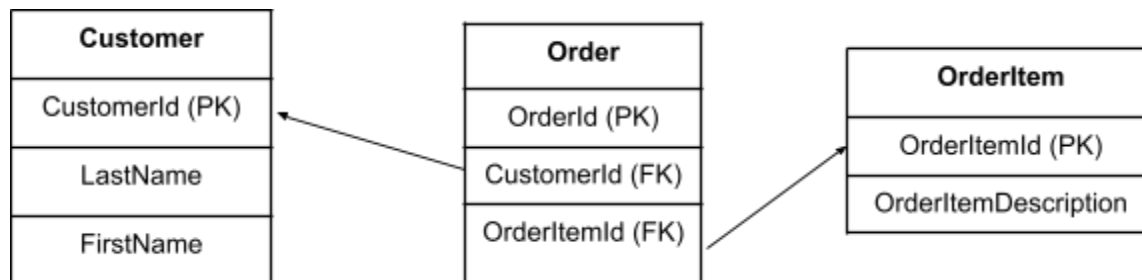 Customer
CustomerId (PK)
LastName
FirstName
Order
OrderId (PK)
CustomerId (FK)
OrderItemId (FK)
OrderItem
OrderItemId (PK)
OrderItemDescription